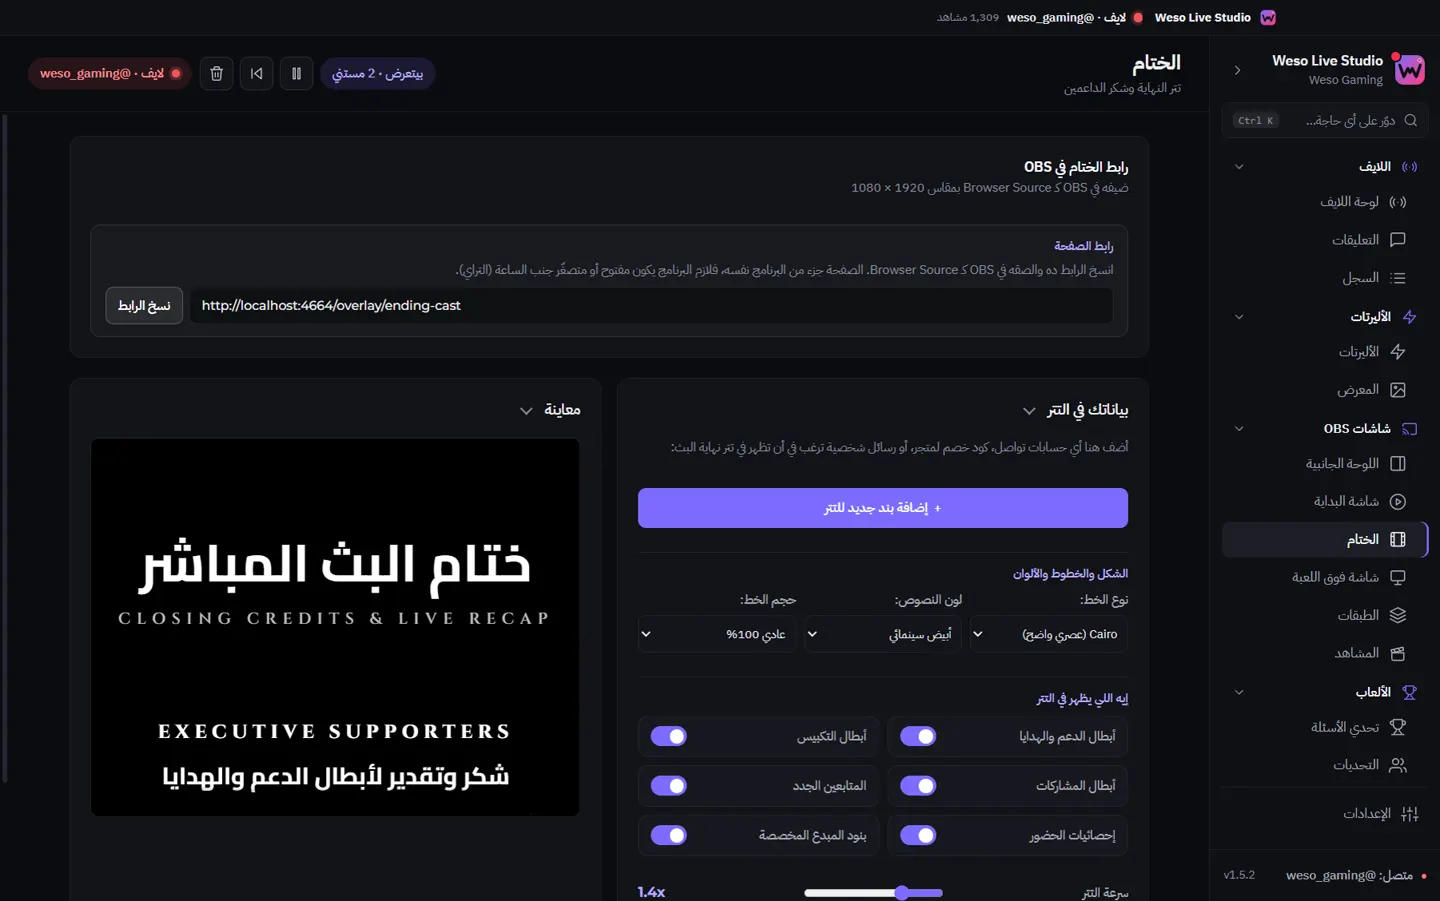 Weso Live Studio
لايف · @weso_gaming
1,309 مشاهد
Weso Live Studio
Weso Gaming
دوّر على أي حاجة...
Ctrl K
اللايف
لوحة اللايف
التعليقات
السجل
الأليرتات
الأليرتات
المعرض
شاشات OBS
اللوحة الجانبية
شاشة البداية
الختام
شاشة فوق اللعبة
الطبقات
المشاهد
الألعاب
تحدي الأسئلة
التحديات
الإعدادات
متصل: @weso_gaming
v1.5.2
الختام
تتر النهاية وشكر الداعمين
بيتعرض · 2 مستني
لايف · @weso_gaming
رابط الختام في OBS
ضيفه في OBS كـ Browser Source بمقاس 1920 × 1080
رابط الصفحة
انسخ الرابط ده والصقه في OBS كـ Browser Source. الصفحة جزء من البرنامج نفسه، فلازم البرنامج يكون مفتوح أو متصغّر جنب الساعة (التراي).
http://localhost:4664/overlay/ending-cast
نسخ الرابط
بياناتك في التتر
أضف هنا أي حسابات تواصل، كود خصم لمتجر، أو رسائل شخصية ترغب في أن تظهر في تتر نهاية البث:
+ إضافة بند جديد للتتر
الشكل والخطوط والألوان
نوع الخط:
لون النصوص:
حجم الخط:
Cairo (عصري واضح)
أبيض سينمائي
عادي 100%
إيه اللي يظهر في التتر
أبطال الدعم والهدايا
أبطال التكبيس
أبطال المشاركات
المتابعين الجدد
إحصائيات الحضور
بنود المبدع المخصصة
سرعة التتر
1.4x
معاينة
ختام البث المباشر
CLOSING CREDITS & LIVE RECAP
EXECUTIVE SUPPORTERS
شكر وتقدير لأبطال الدعم والهدايا